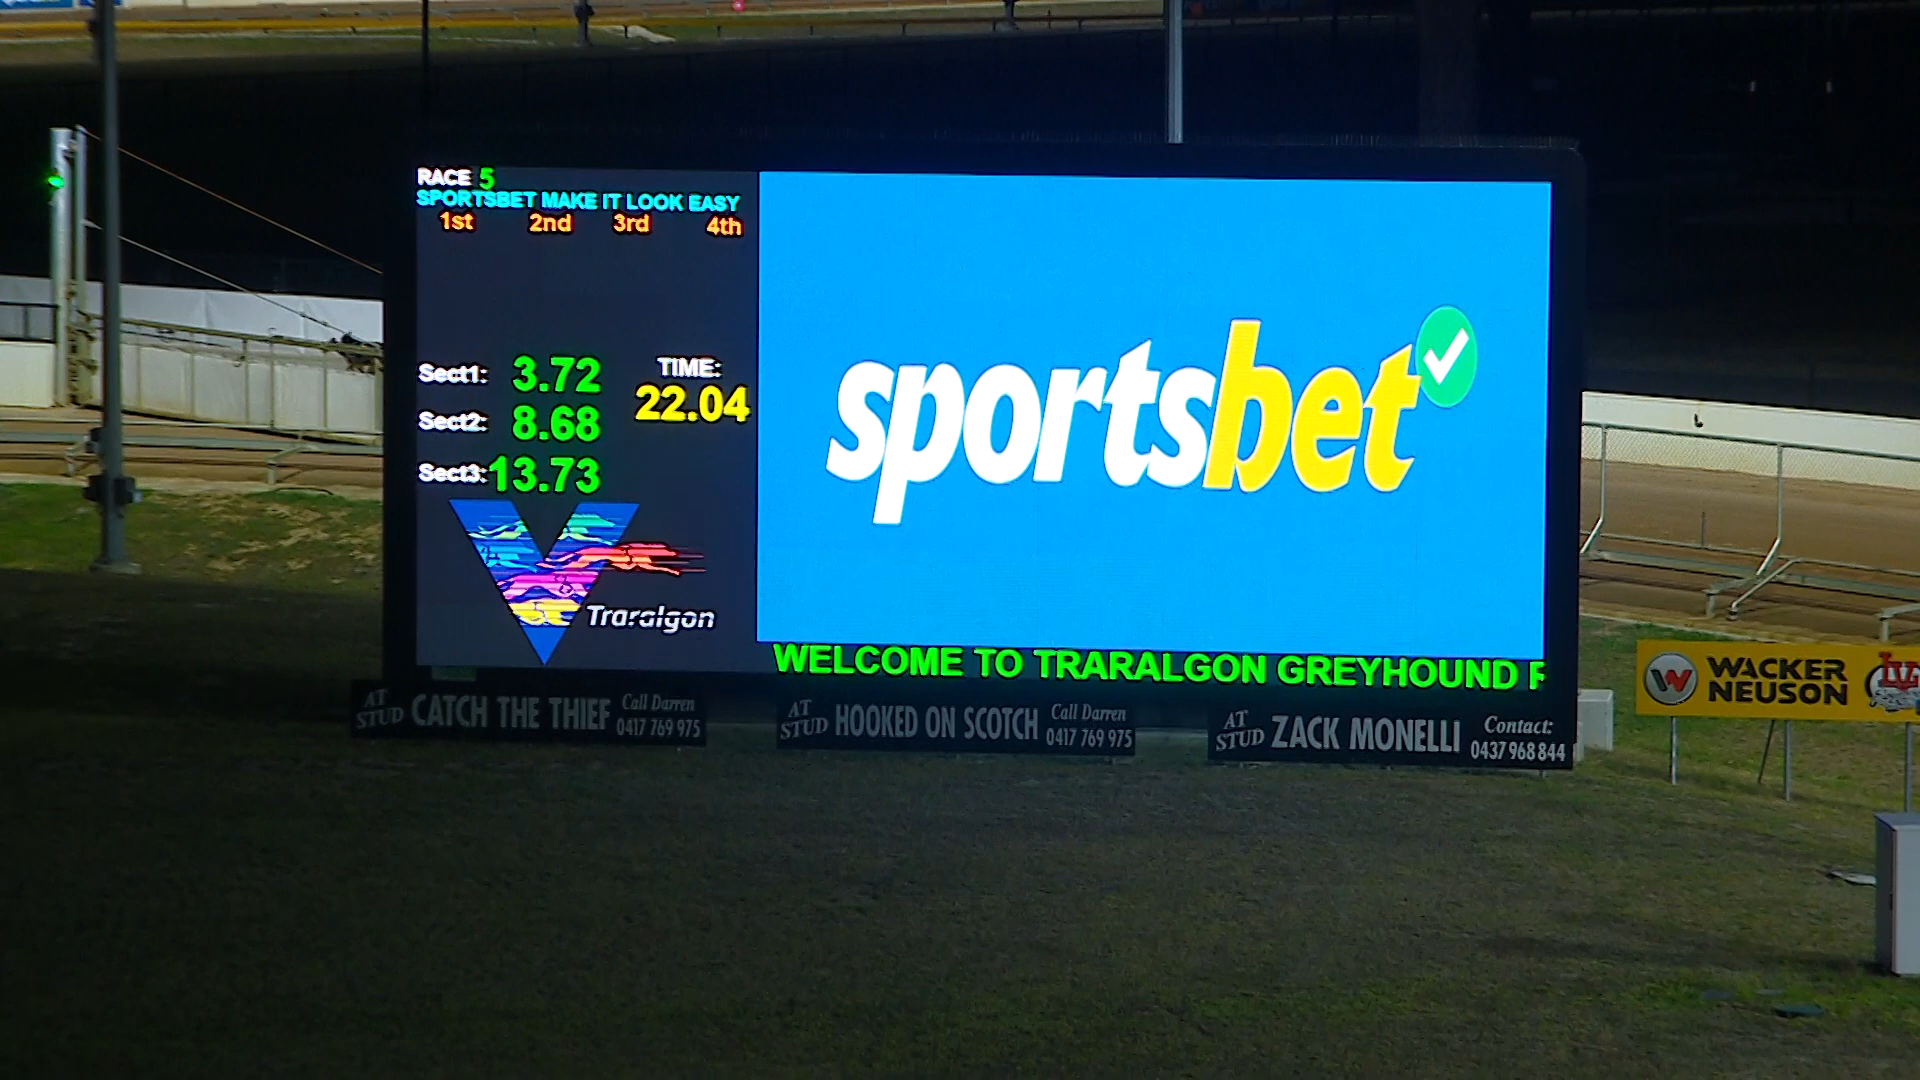 RACE 5
SPORTSBET MAKE IT LOOK EASY
1st 2nd 3rd 4th
Sect1: 3.72
TIME:
22.04
Sect2: 8.68
Sect3: 13.73
Traralgon
sportsbet
WELCOME TO TRARALGON GREYHOUND
AT STUD CATCH THE THIEF Call Darren
0417 769 975
AT STUD HOOKED ON SCOTCH Call Darren
0417 769 975
AT STUD ZACK MONELLI Contact:
0437 968 844
WACKER
NEUSON